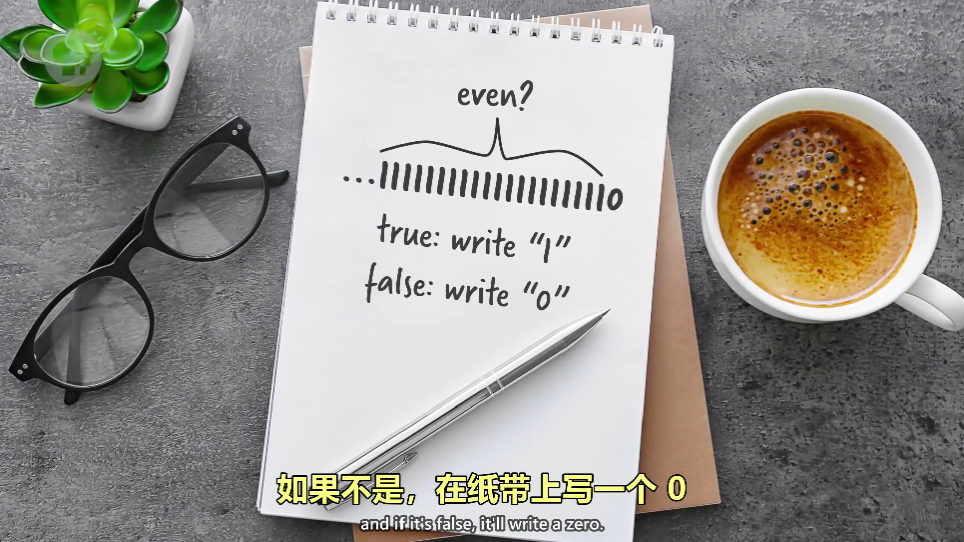 even?
...11111111111111111111110
true: write “1”
false: write “0”
如果不是，在纸带上写一个 0
and if it's false, it'll write a zero.